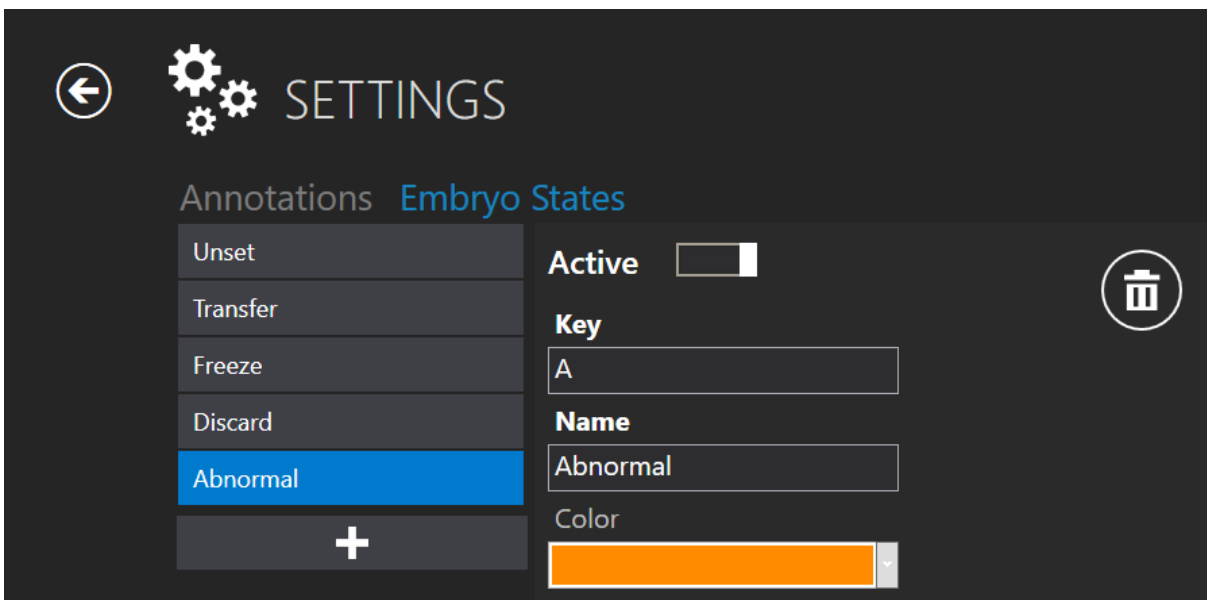 SETTINGS
Annotations Embryo States
Unset
Transfer
Freeze
Discard
Abnormal
Active
Key
A
Name
Abnormal
Color